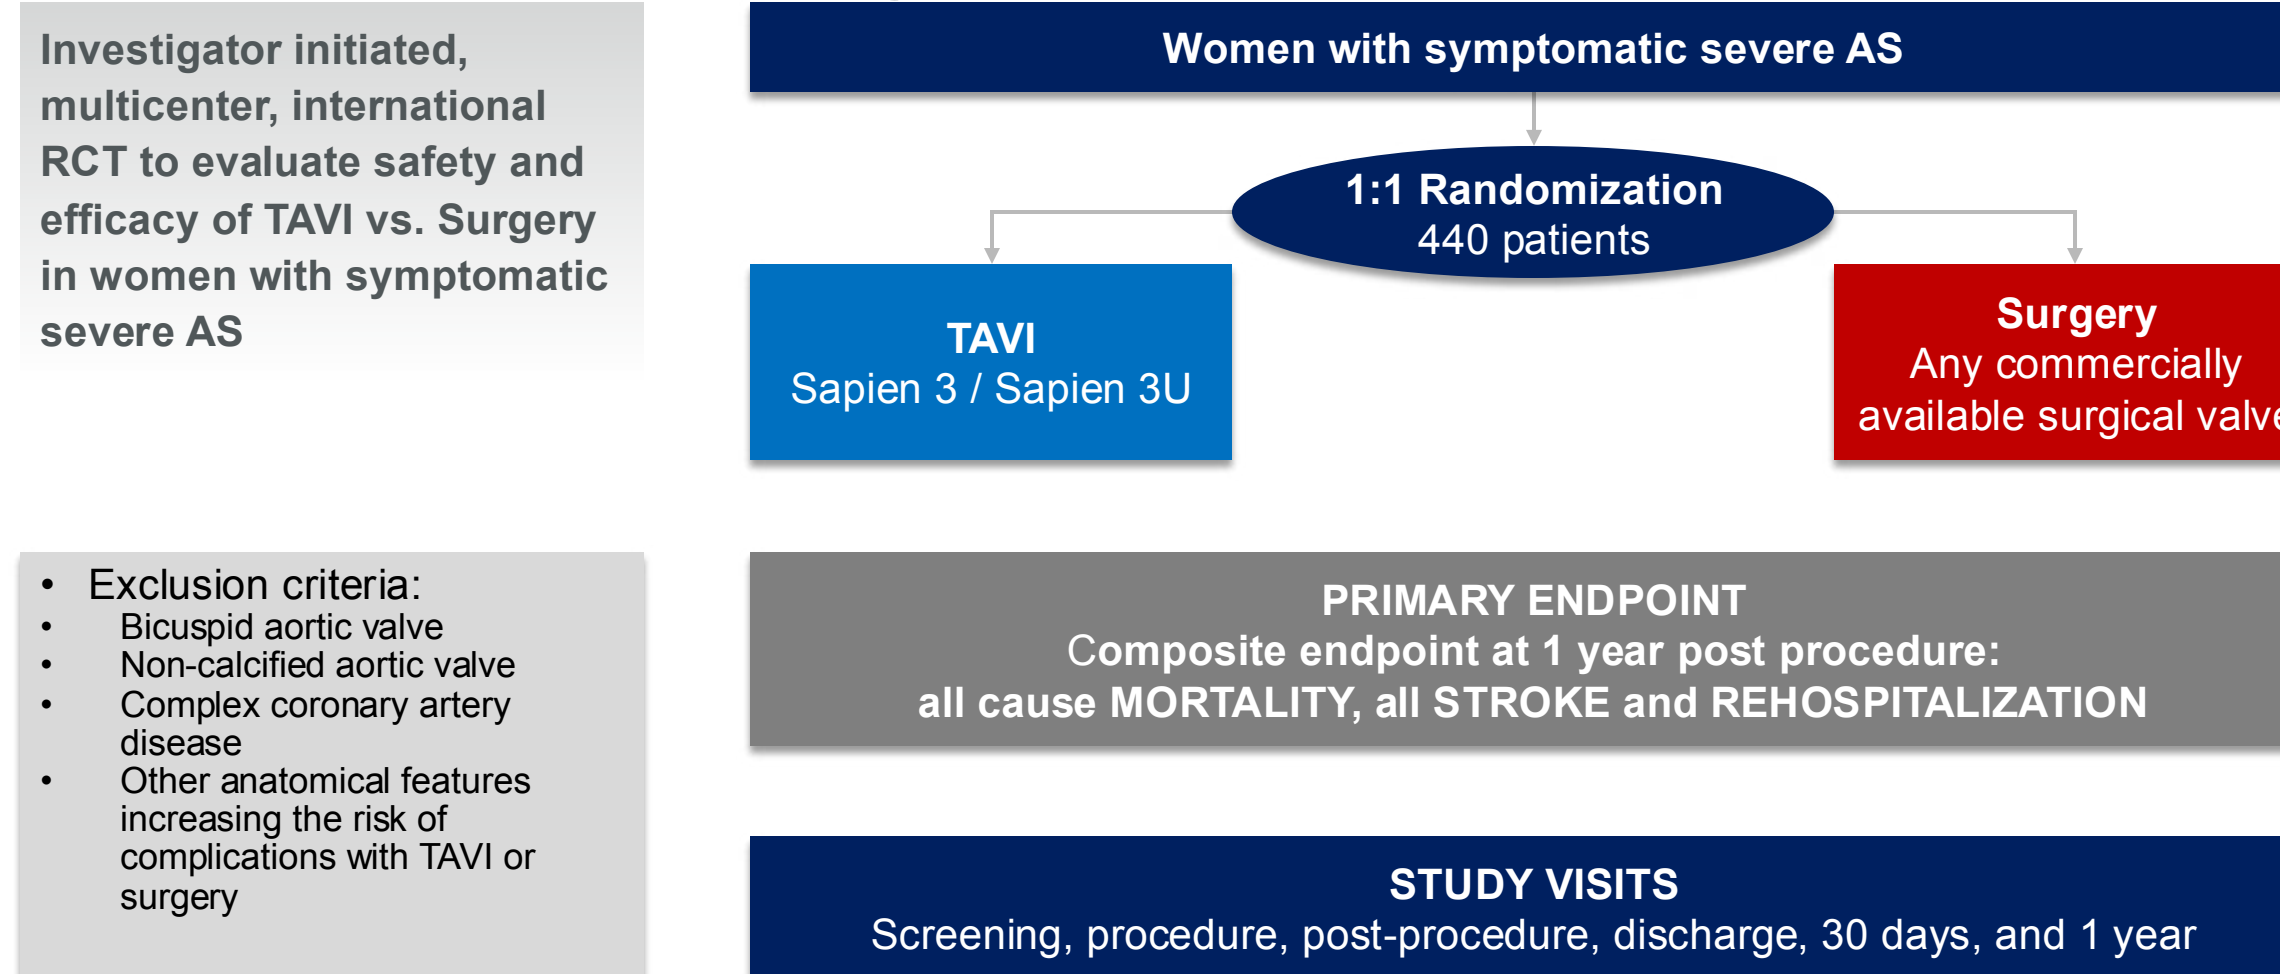 Investigator initiated,
multicenter, international
RCT to evaluate safety and
efficacy of TAVI vs. Surgery
in women with symptomatic
severe AS
Women with symptomatic severe AS
1:1 Randomization
440 patients
TAVI
Sapien 3 / Sapien 3U
Surgery
Any commercially
available surgical valve
• Exclusion criteria:
• Bicuspid aortic valve
• Non-calcified aortic valve
• Complex coronary artery
disease
• Other anatomical features
increasing the risk of
complications with TAVI or
surgery
PRIMARY ENDPOINT
Composite endpoint at 1 year post procedure:
all cause MORTALITY, all STROKE and REHOSPITALIZATION
STUDY VISITS
Screening, procedure, post-procedure, discharge, 30 days, and 1 year